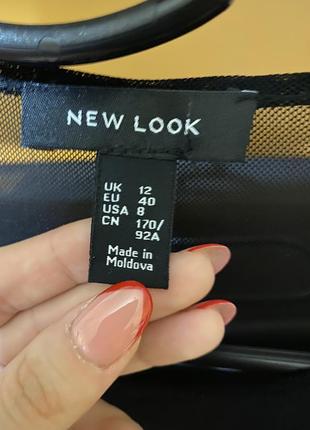 NEW LOOK
UK 12
EU 40
USA 8
CN 170/
92A
Made in
Moldova